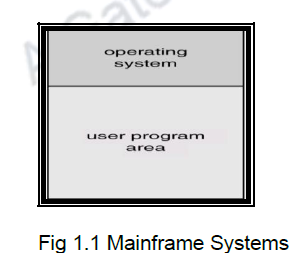 operating
system
user program
area
Fig 1.1 Mainframe Systems